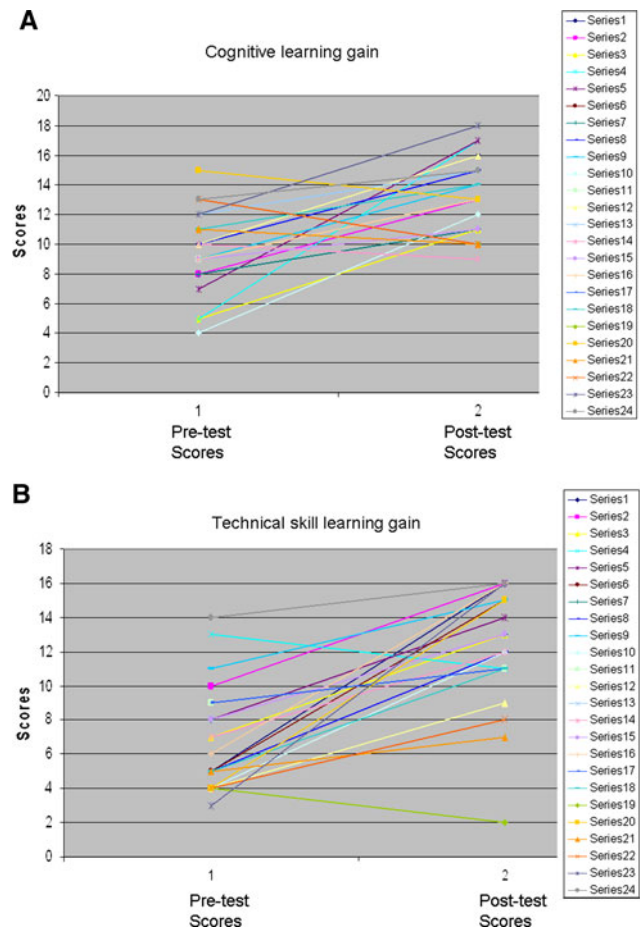 A
Cognitive learning gain
20
18
16
14
12
10
8
6
4
2
0
Scores
1
2
Pre-test
Scores
Post-test
Scores
Series1
Series2
Series3
Series4
Series5
Series6
Series7
Series8
Series9
Series10
Series11
Series12
Series13
Series14
Series15
Series16
Series17
Series18
Series19
Series20
Series21
Series22
Series23
Series24
B
Technical skill learning gain
18
16
14
12
10
8
6
4
2
0
Scores
1
2
Pre-test
Scores
Post-test
Scores
Series1
Series2
Series3
Series4
Series5
Series6
Series7
Series8
Series9
Series10
Series11
Series12
Series13
Series14
Series15
Series16
Series17
Series18
Series19
Series20
Series21
Series22
Series23
Series24